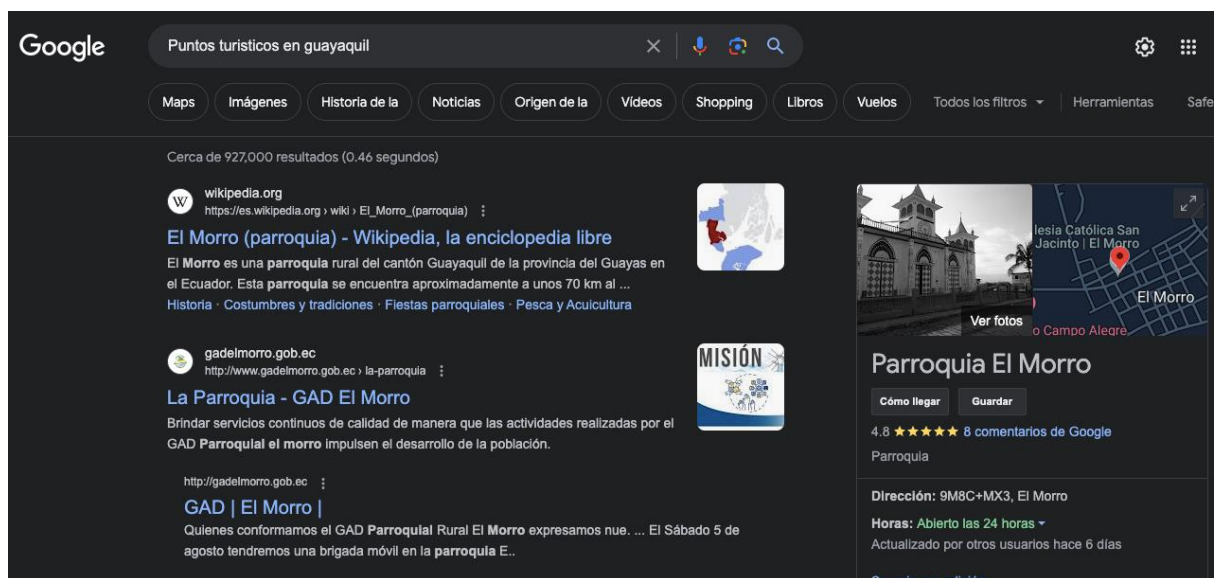 Google
Puntos turisticos en guayaquil
Maps
Imágenes
Historia de la
Noticias
Origen de la
Vídeos
Shopping
Libros
Vuelos
Todos los filtros
Herramientas
Safe
Cerca de 927,000 resultados (0.46 segundos)
W
wikipedia.org
https://es.wikipedia.org › wiki › El_Morro_(parroquia)
El Morro (parroquia) - Wikipedia, la enciclopedia libre
El Morro es una parroquia rural del cantón Guayaquil de la provincia del Guayas en
el Ecuador. Esta parroquia se encuentra aproximadamente a unos 70 km al ...
Historia · Costumbres y tradiciones · Fiestas parroquiales · Pesca y Acuicultura
gadelmorro.gob.ec
http://www.gadelmorro.gob.ec › la-parroquia
La Parroquia - GAD El Morro
Brindar servicios continuos de calidad de manera que las actividades realizadas por el
GAD Parroquial el morro impulsen el desarrollo de la población.
MISIÓN
http://gadelmorro.gob.ec
GAD | El Morro |
Quienes conformamos el GAD Parroquial Rural El Morro expresamos nue. ... El Sábado 5 de
agosto tendremos una brigada móvil en la parroquia E..
Ver fotos
lesia Católica San
Jacinto | El Morro
El Morro
o Campo Alegre
Parroquia El Morro
Cómo llegar
Guardar
4.8 ★★★★★ 8 comentarios de Google
Parroquia
Dirección: 9M8C+MX3, El Morro
Horas: Abierto las 24 horas
Actualizado por otros usuarios hace 6 días